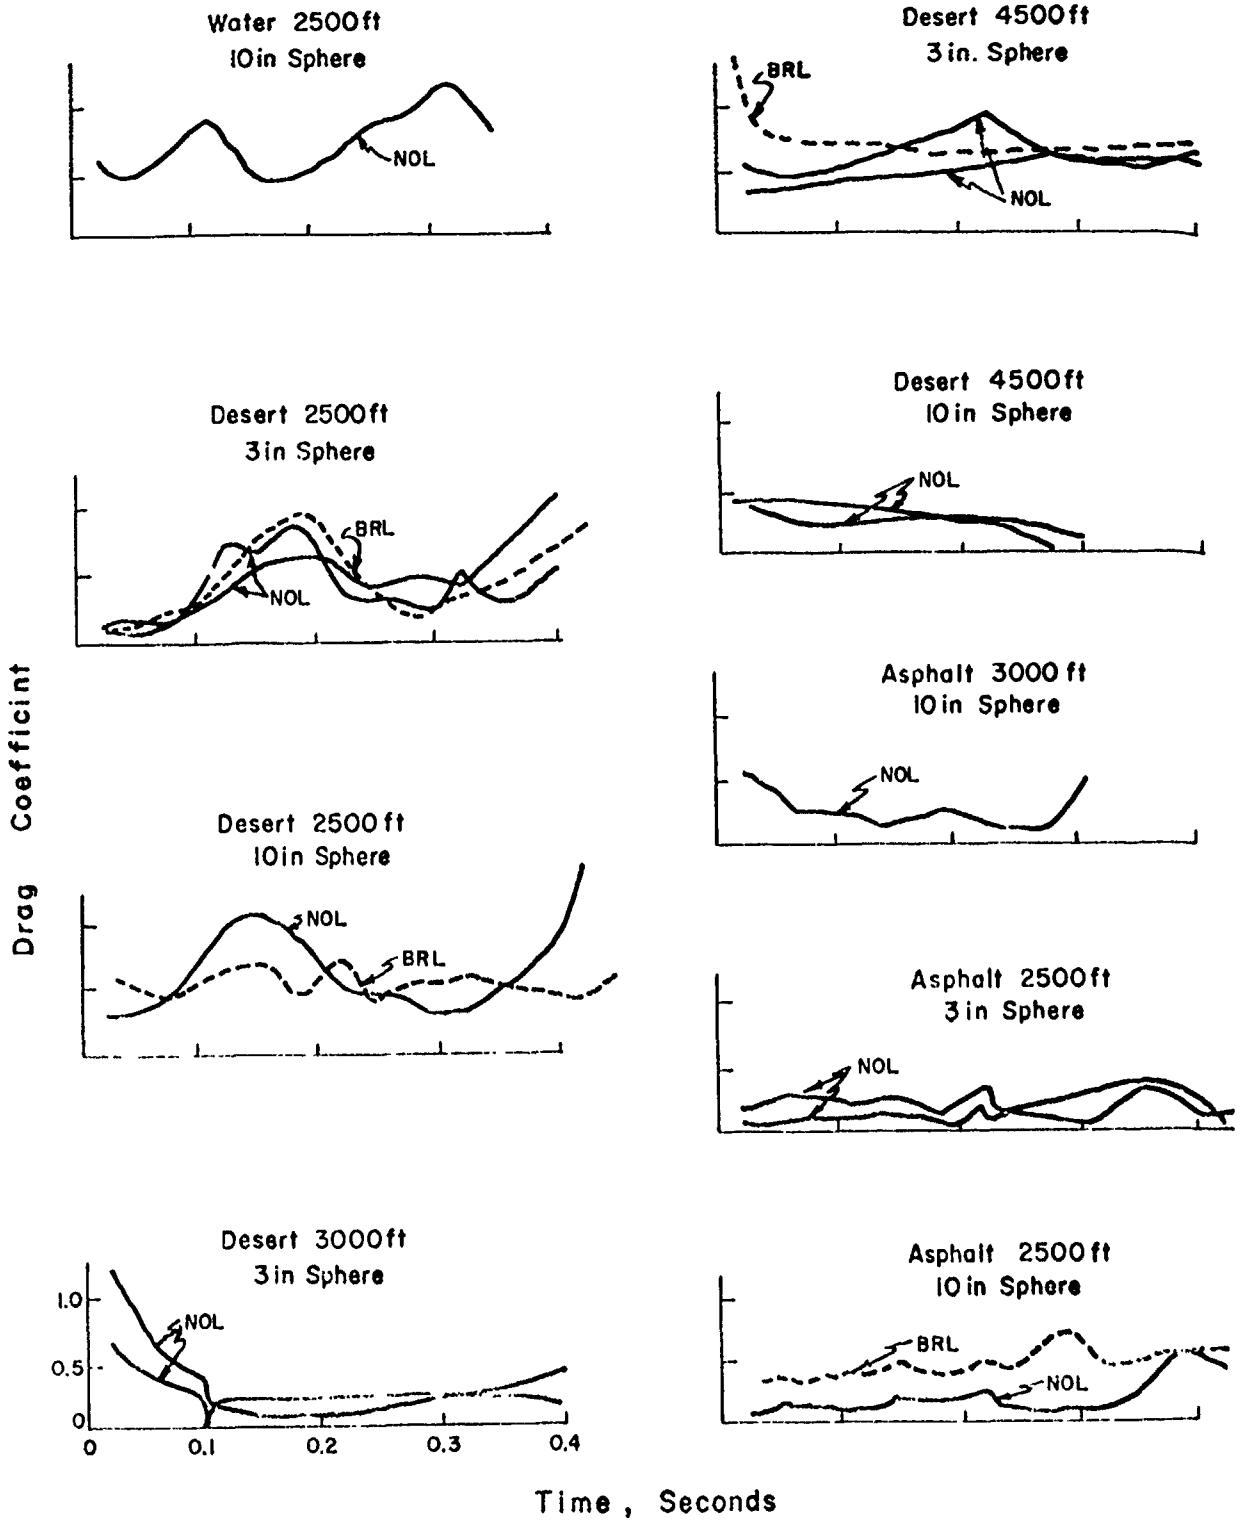 Water 2500ft
10in Sphere
NOL
Desert 2500ft
3in Sphere
BRL
NOL
Desert 2500ft
10in Sphere
NOL
BRL
Desert 3000ft
3in Sphere
NOL
1.0
0.5
0
0
0.1
0.2
0.3
0.4
Desert 4500ft
3in. Sphere
BRL
NOL
Desert 4500ft
10in Sphere
NOL
Asphalt 3000ft
10in Sphere
NOL
Asphalt 2500ft
3in Sphere
NOL
Asphalt 2500ft
10in Sphere
BRL
NOL
Drag Coefficint
Time, Seconds